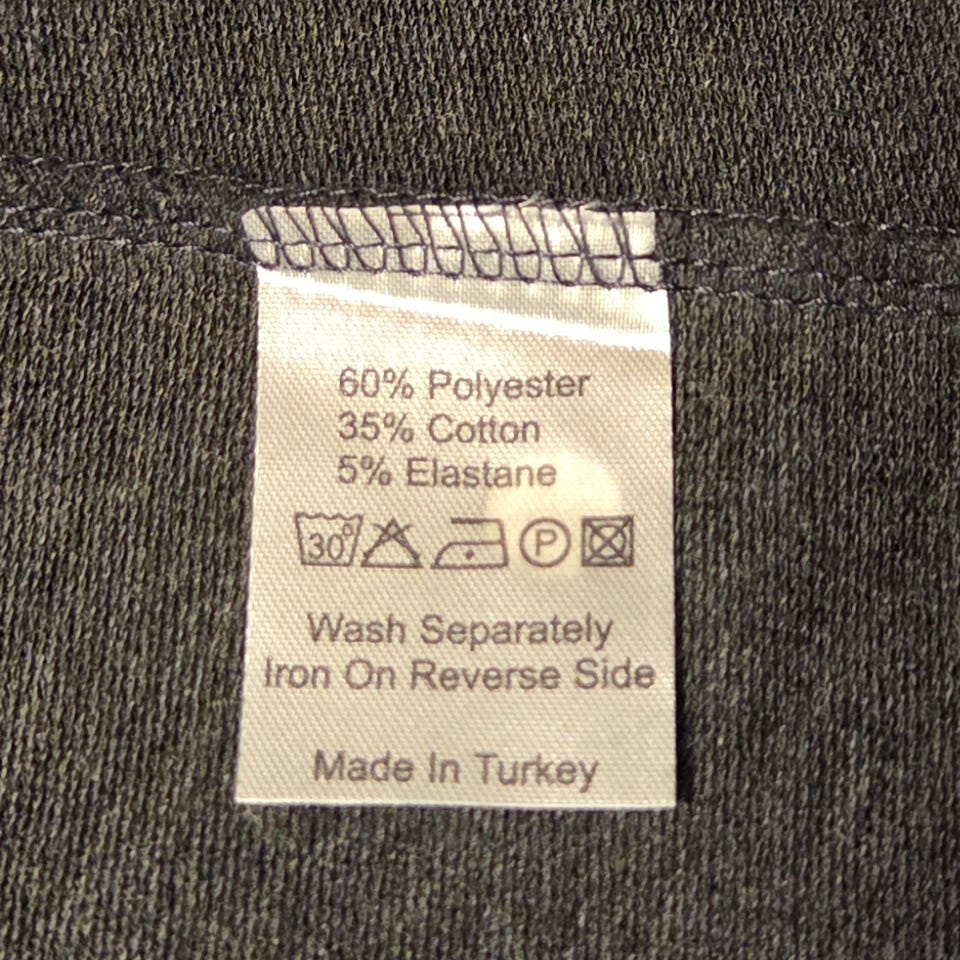 60% Polyester
35% Cotton
5% Elastane
30° P
Wash Separately
Iron On Reverse Side
Made In Turkey